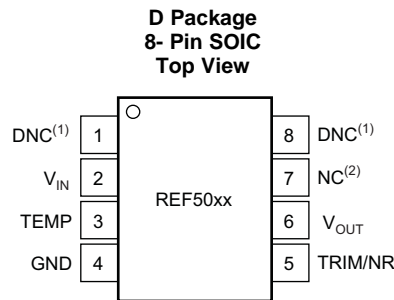 D Package
8- Pin SOIC
Top View
DNC(1) 1 8 DNC(1)
VIN 2 7 NC(2)
REF50xx
TEMP 3 6 VOUT
GND 4 5 TRIM/NR